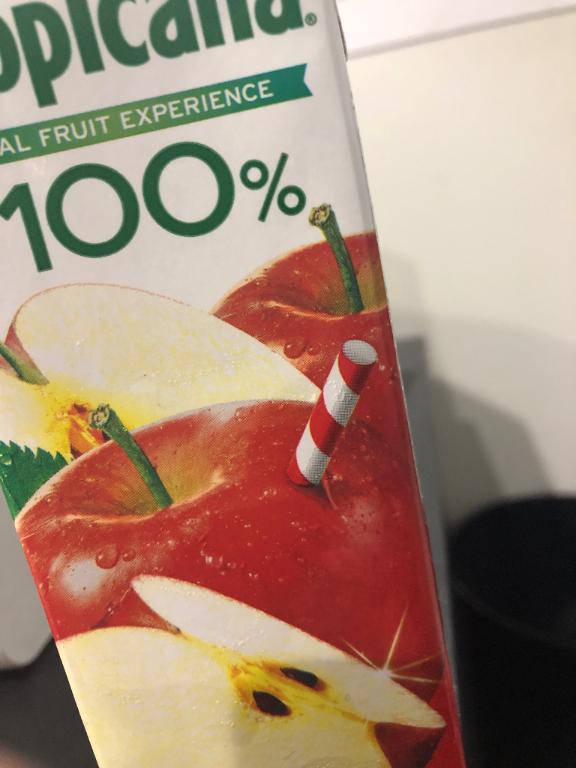 opicana®
AL FRUIT EXPERIENCE
100%